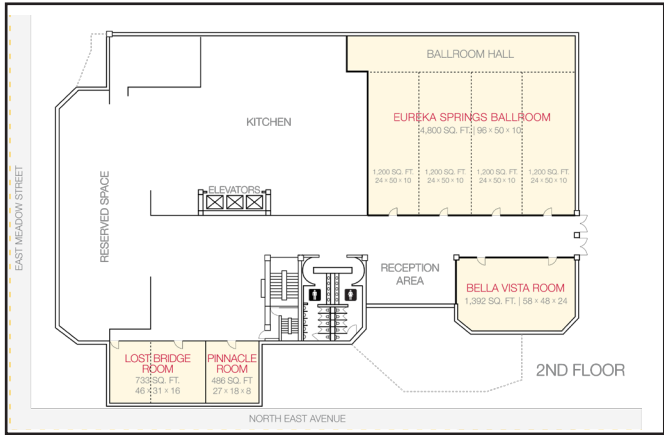 BALLROOM HALL
EUREKA SPRINGS BALLROOM
4,800 SQ. FT. | 96 × 50 × 10
1,200 SQ. FT.
24 × 50 × 10
1,200 SQ. FT.
24 × 50 × 10
1,200 SQ. FT.
24 × 50 × 10
1,200 SQ. FT.
24 × 50 × 10
KITCHEN
ELEVATORS
RESERVED SPACE
EAST MEADOW STREET
RECEPTION
AREA
BELLA VISTA ROOM
1,392 SQ. FT. | 58 × 48 × 24
LOST BRIDGE
ROOM
733 SQ. FT.
46 × 31 × 16
PINNACLE
ROOM
486 SQ. FT
27 × 18 × 8
2ND FLOOR
NORTH EAST AVENUE